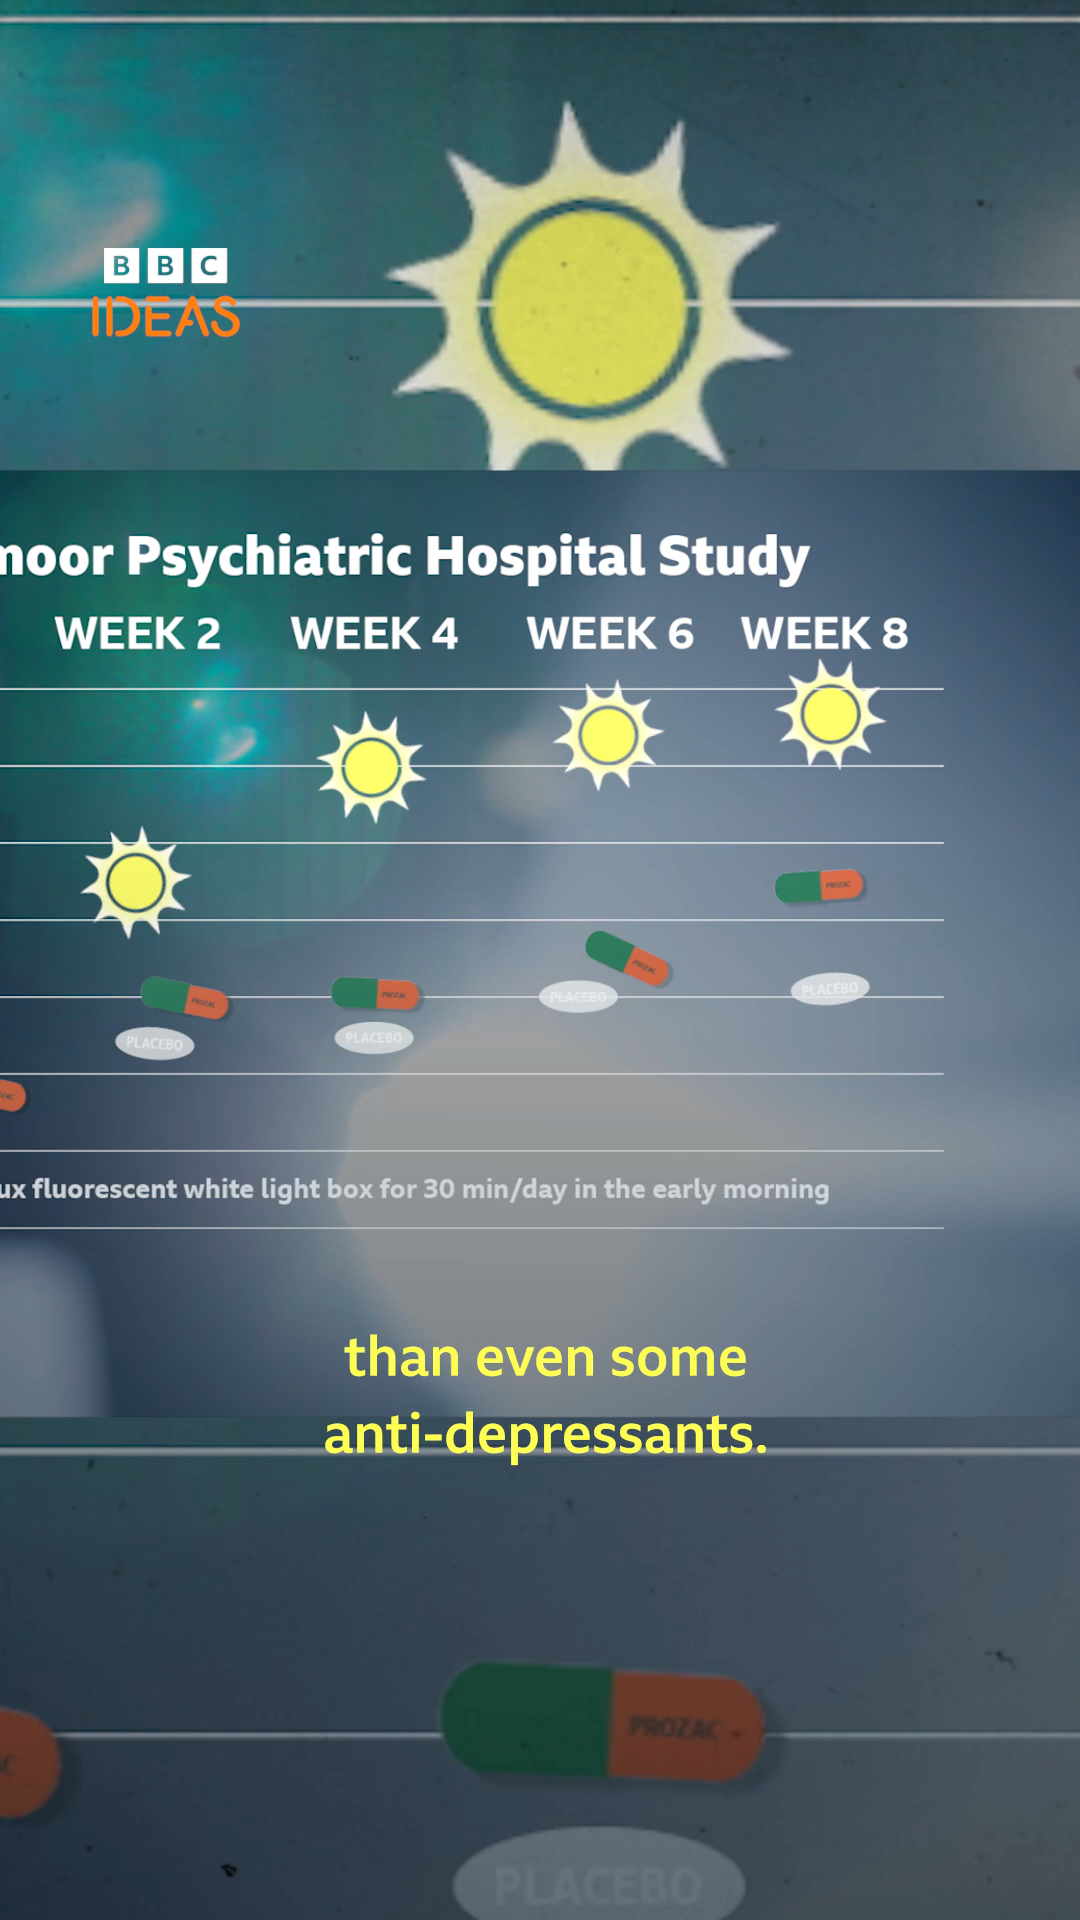 BBC
IDEAS
moor Psychiatric Hospital Study
WEEK 2 WEEK 4 WEEK 6 WEEK 8
PROZAC
PROZAC
PLACEBO
PROZAC
PROZAC
PLACEBO
PLACEBO
PLACEBO
ZAC
ux fluorescent white light box for 30 min/day in the early morning
than even some
anti-depressants.
PROZAC
C
PLACEBO